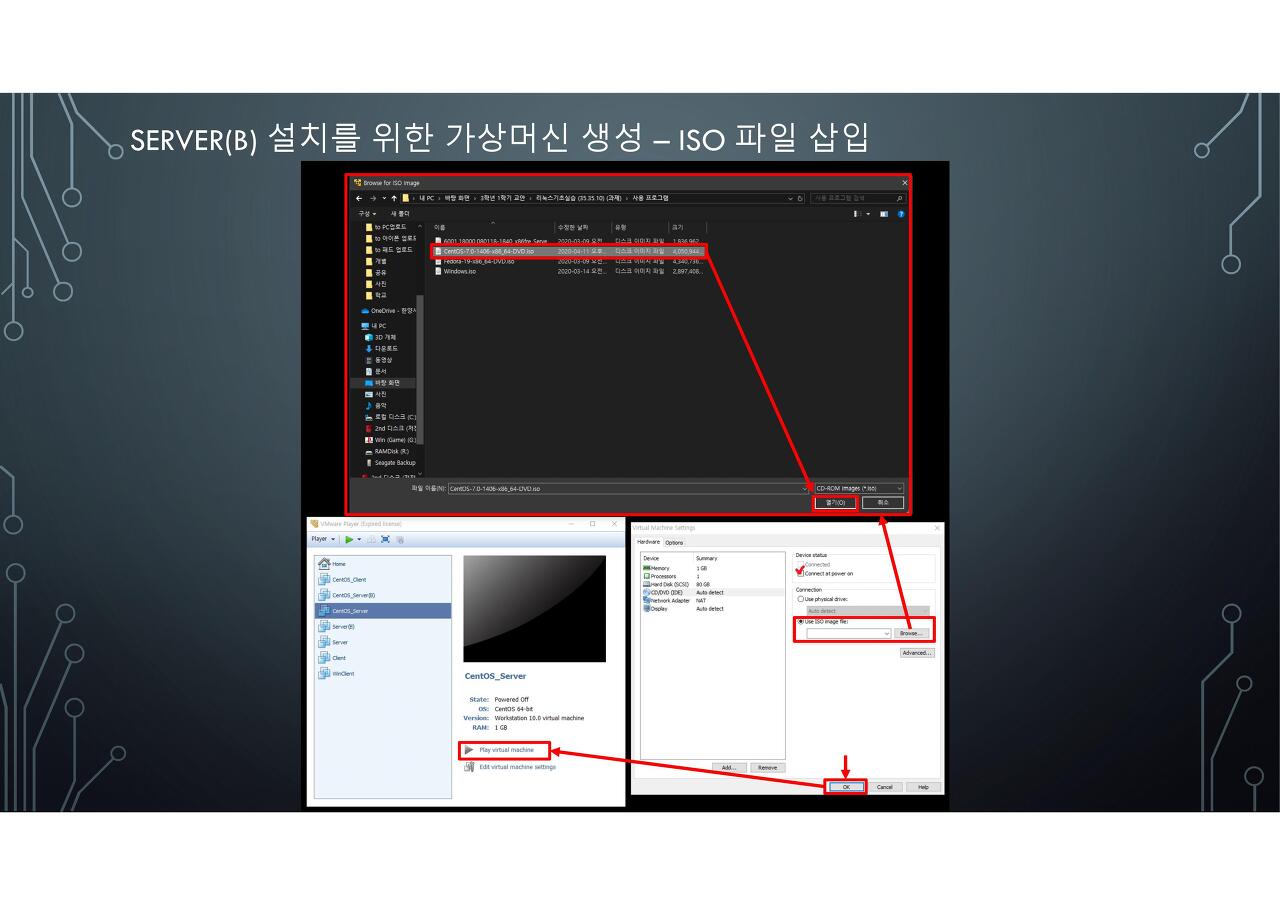 SERVER(B) 설치를 위한 가상머신 생성 – ISO 파일 삽입
Browse for ISO Image
내 PC › 바탕 화면 › 3학년 1학기 교안 › 리눅스기초실습 (35.35.10) (과제) › 사용 프로그램
사용 프로그램 검색
구성 새 폴더
to PC업로드
to 아이폰 업로드
to 패드 업로드
개별
공유
사진
학교
OneDrive - 한양사
내 PC
3D 개체
다운로드
동영상
문서
바탕 화면
사진
음악
로컬 디스크 (C:)
2nd 디스크 (저장
Win (Game) (G:)
RAMDisk (R:)
Seagate Backup
이름 수정한 날짜 유형 크기
6001.18000.080118-1840_x86fre_Serve... 2020-03-09 오전... 디스크 이미지 파일 1,836,962...
CentOS-7.0-1406-x86_64-DVD.iso 2020-04-11 오후... 디스크 이미지 파일 4,050,944...
Fedora-19-x86_64-DVD.iso 2020-03-09 오전... 디스크 이미지 파일 4,340,736...
Windows.iso 2020-03-14 오전... 디스크 이미지 파일 2,897,408...
파일 이름(N): CentOS-7.0-1406-x86_64-DVD.iso CD-ROM images (*.iso)
열기(O) 취소
VMware Player (Expired license)
Player
Home
CentOS_Client
CentOS_Server(B)
CentOS_Server
Server(B)
Server
Client
WinClient
CentOS_Server
State: Powered Off
OS: CentOS 64-bit
Version: Workstation 10.0 virtual machine
RAM: 1 GB
Play virtual machine
Edit virtual machine settings
Virtual Machine Settings
Hardware Options
Device Summary
Memory 1 GB
Processors 1
Hard Disk (SCSI) 80 GB
CD/DVD (IDE) Auto detect
Network Adapter NAT
Display Auto detect
Add... Remove
Device status
Connected
Connect at power on
Connection
Use physical drive:
Auto detect
Use ISO image file:
Browse...
Advanced...
OK Cancel Help